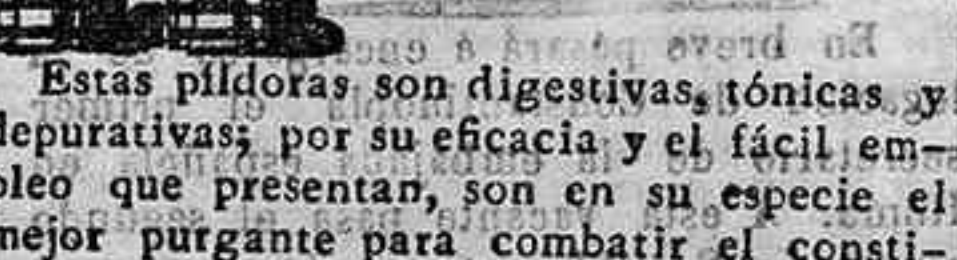 Estas píldoras son digestivas, tónicas y
depurativas; por su eficacia y el fácil em-
pleo que presentan, son en su especie el
mejor purgante para combatir el consti-